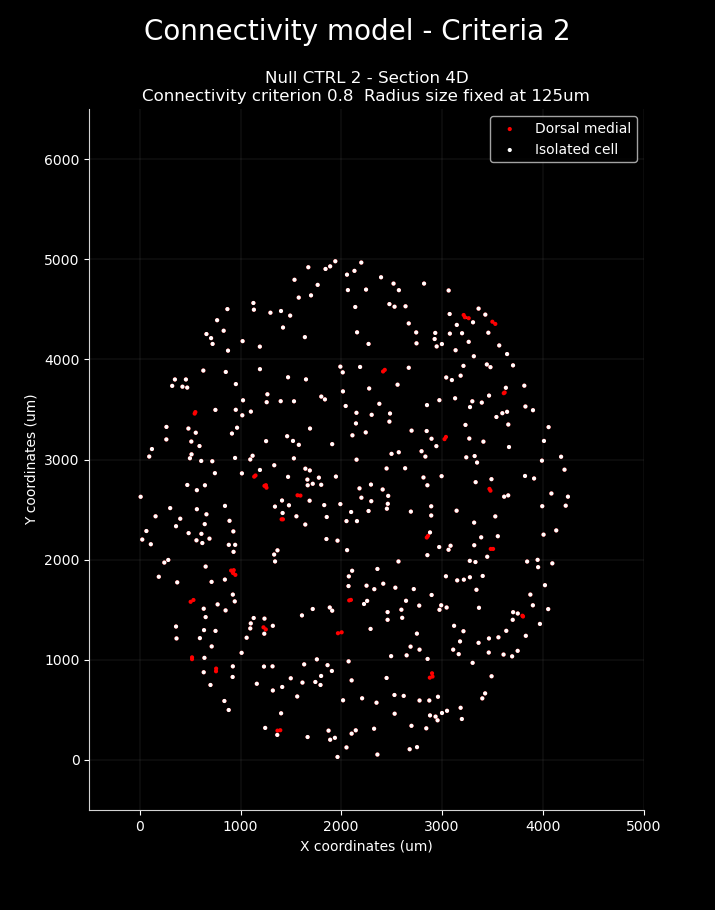 Connectivity model - Criteria 2
Null CTRL 2 - Section 4D
Connectivity criterion 0.8  Radius size fixed at 125um
Dorsal medial
Isolated cell
6000
5000
4000
3000
2000
1000
0
Y coordinates (um)
0
1000
2000
3000
4000
5000
X coordinates (um)